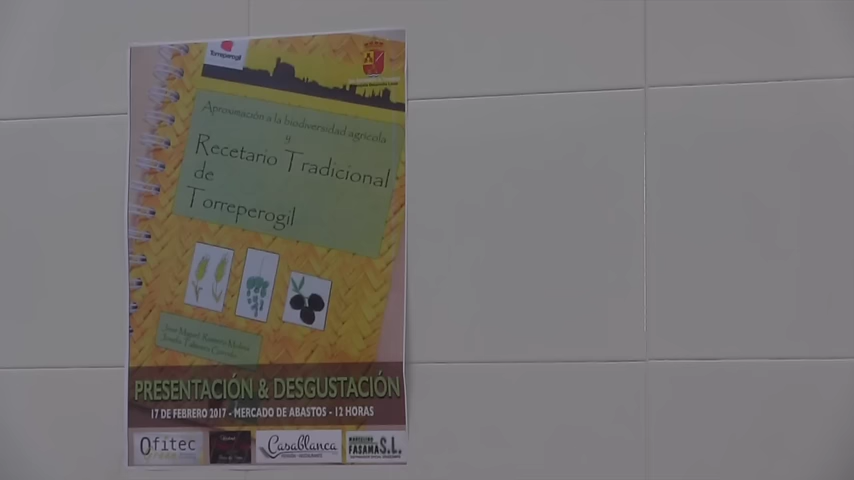 Torreperogil
Aproximación a la biodiversidad agrícola
y
Recetario Tradicional
de
Torreperogil
PRESENTACIÓN & DESGUSTACIÓN
17 DE FEBRERO 2017 - MERCADO DE ABASTOS - 12 HORAS
Ofitec
Casablanca
FASAMA S.L.